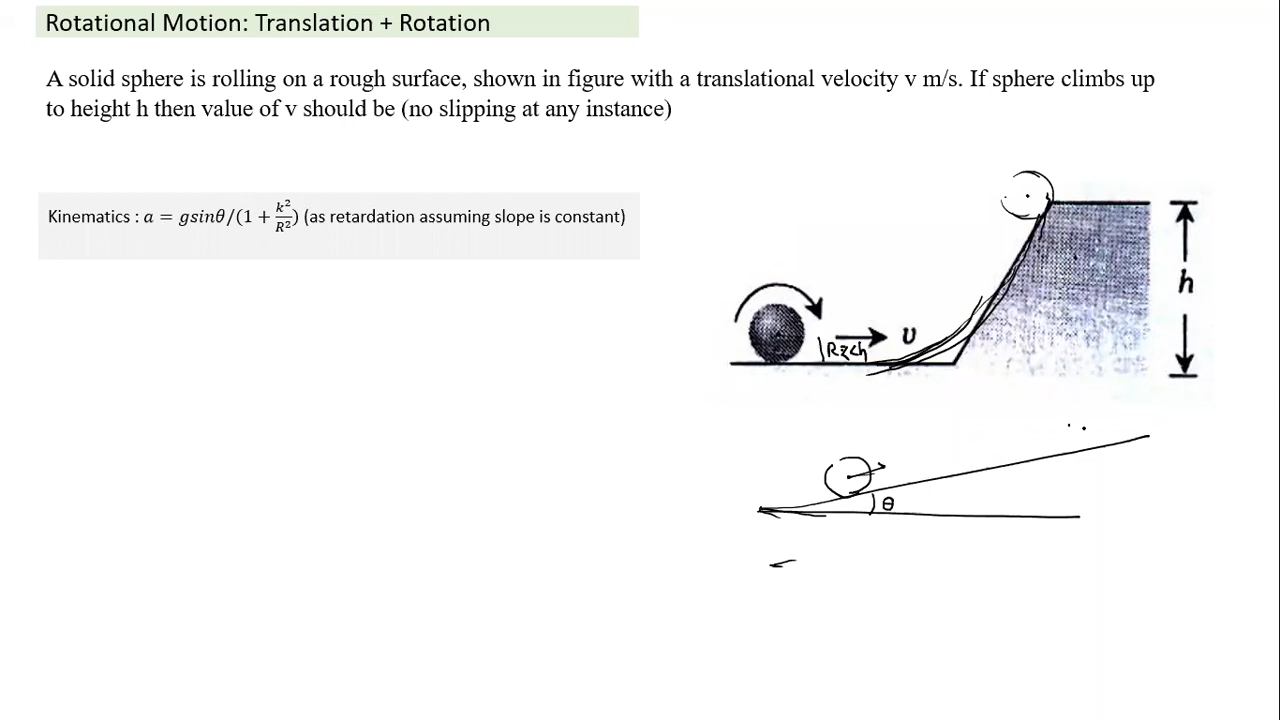 Rotational Motion: Translation + Rotation
A solid sphere is rolling on a rough surface, shown in figure with a translational velocity v m/s. If sphere climbs up
to height h then value of v should be (no slipping at any instance)
Kinematics : a = gsinθ/(1 + k²/R²) (as retardation assuming slope is constant)
h
υ
R<<h
θ